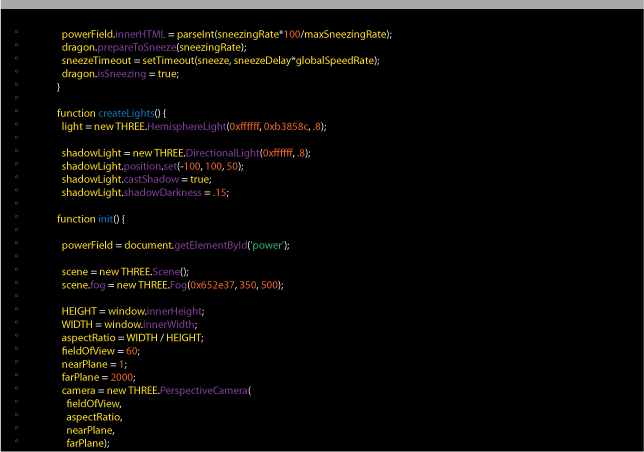 powerField.innerHTML = parseInt(sneezingRate*100/maxSneezingRate);
dragon.prepareToSneeze(sneezingRate);
sneezeTimeout = setTimeout(sneeze, sneezeDelay*globalSpeedRate);
dragon.isSneezing = true;
}
function createLights() {
light = new THREE.HemisphereLight(0xffffff, 0xb3858c, .8);
shadowLight = new THREE.DirectionalLight(0xffffff, .8);
shadowLight.position.set(-100, 100, 50);
shadowLight.castShadow = true;
shadowLight.shadowDarkness = .15;
function init() {
powerField = document.getElementById('power');
scene = new THREE.Scene();
scene.fog = new THREE.Fog(0x652e37, 350, 500);
HEIGHT = window.innerHeight;
WIDTH = window.innerWidth;
aspectRatio = WIDTH / HEIGHT;
fieldOfView = 60;
nearPlane = 1;
farPlane = 2000;
camera = new THREE.PerspectiveCamera(
fieldOfView,
aspectRatio,
nearPlane,
farPlane);